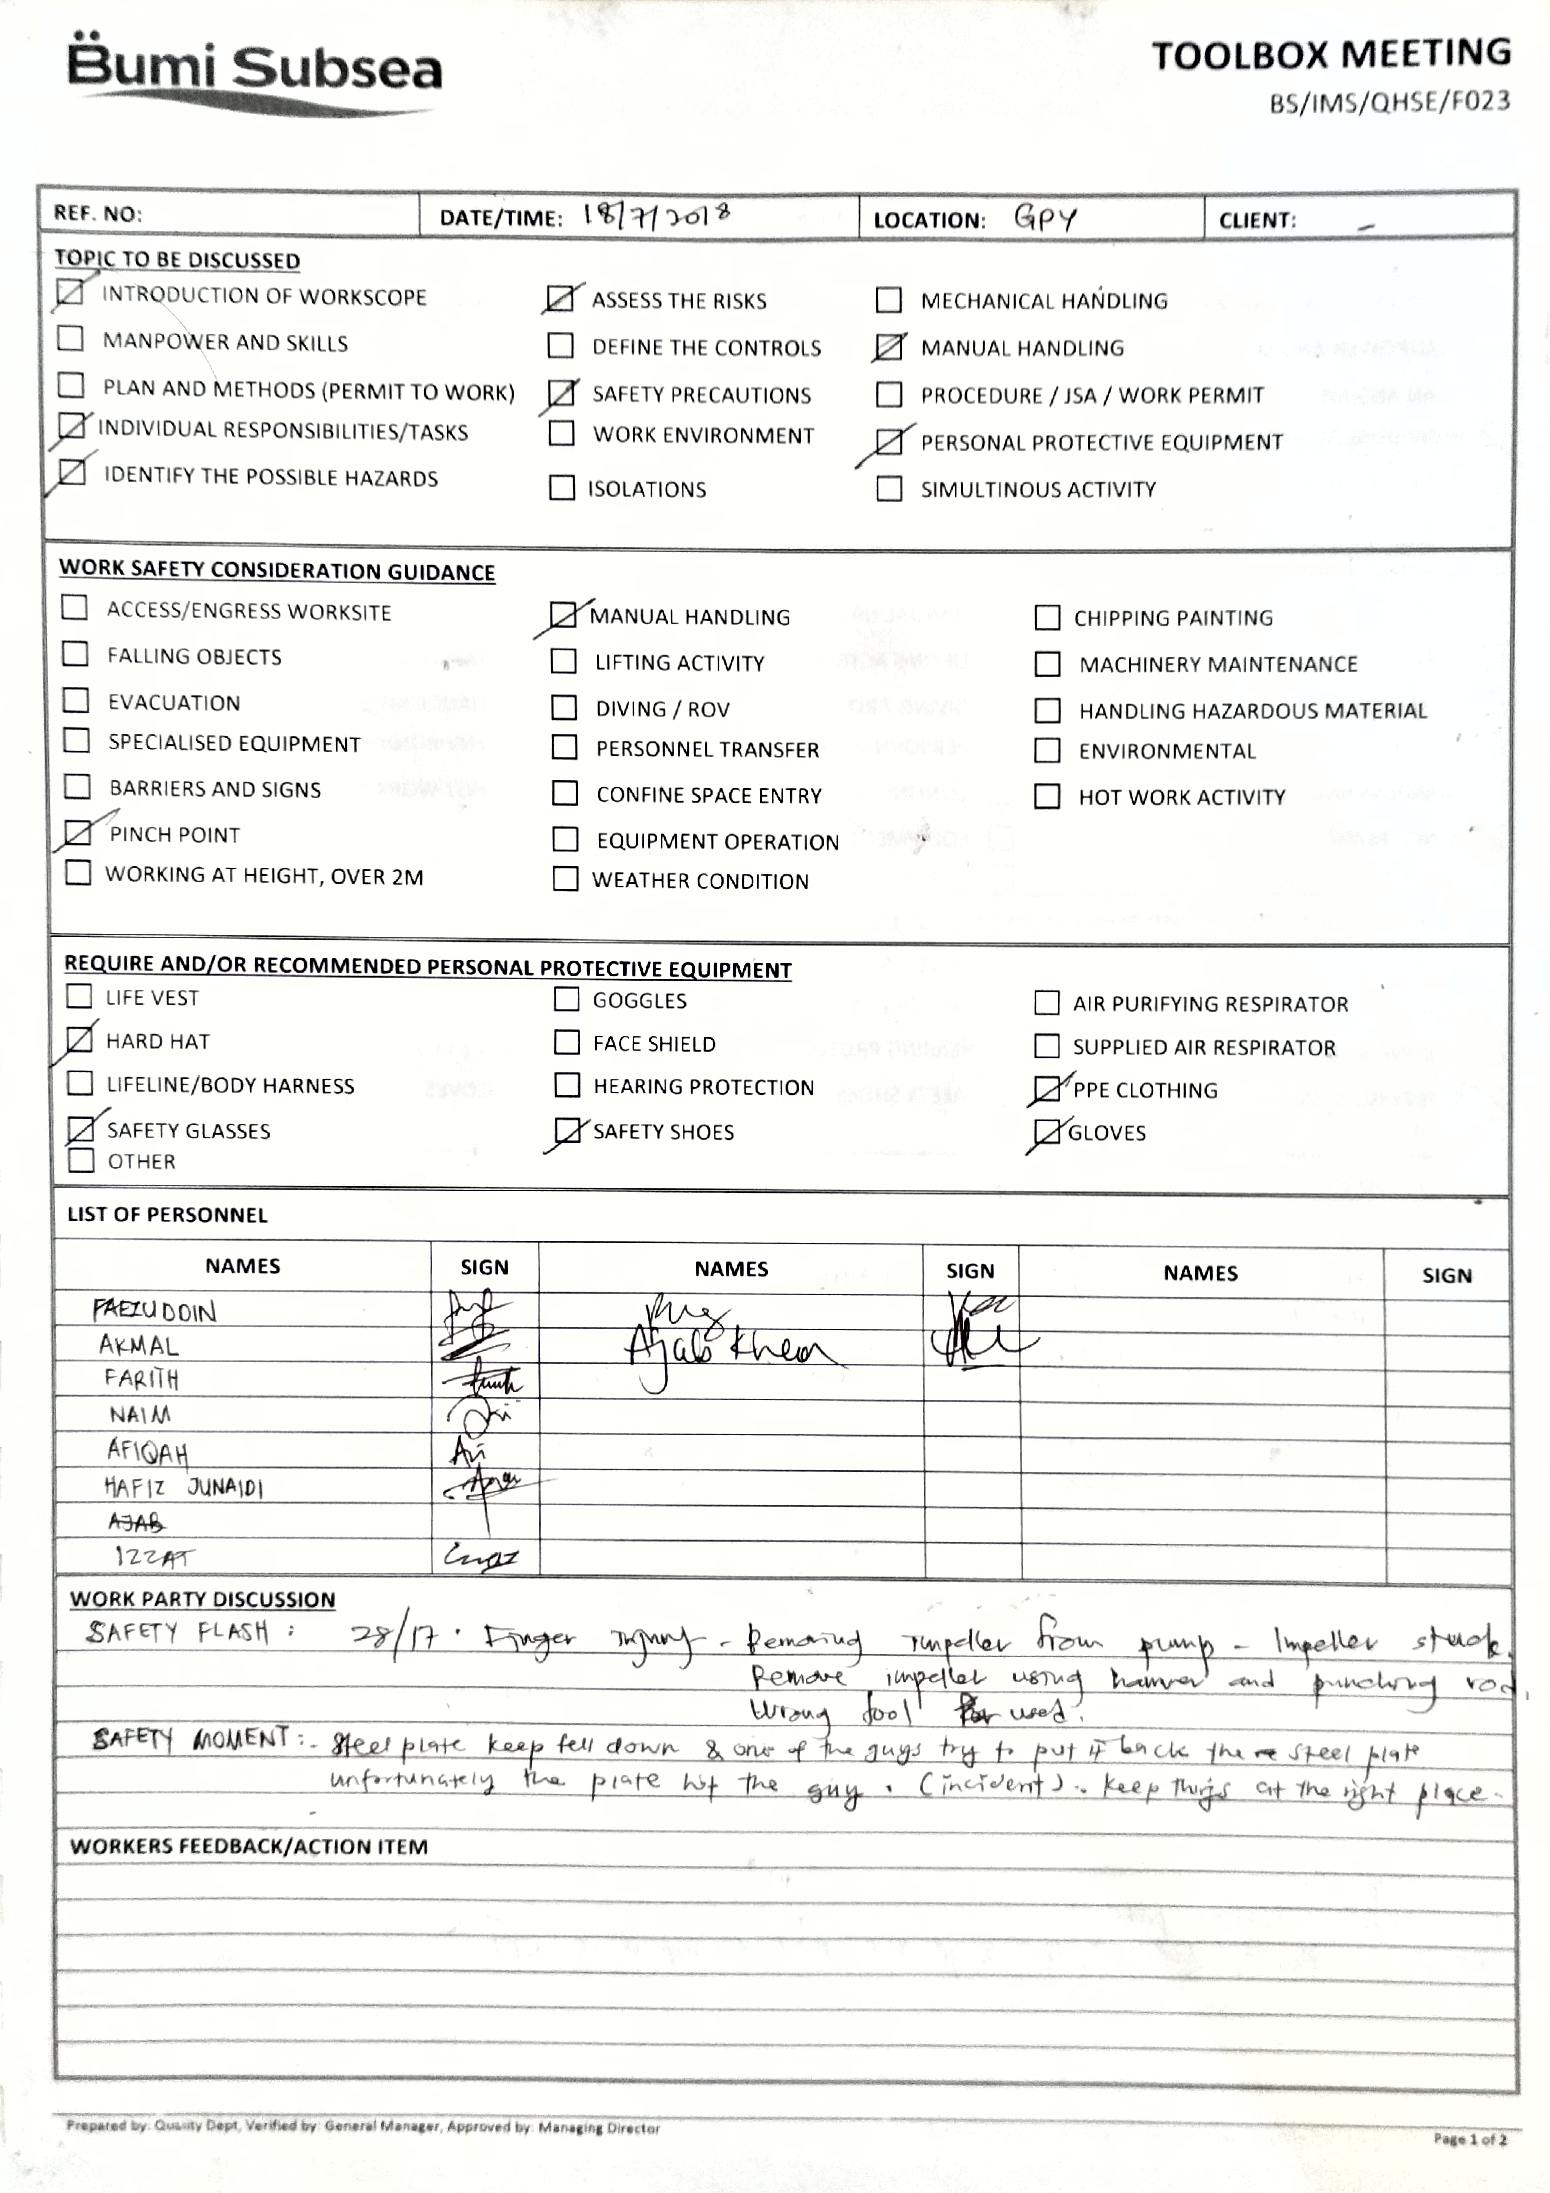 Bumi Subsea
TOOLBOX MEETING
BS/IMS/QHSE/F023
REF. NO: DATE/TIME: 18/7/2018 LOCATION: GPY CLIENT: -
TOPIC TO BE DISCUSSED
INTRODUCTION OF WORKSCOPE ASSESS THE RISKS MECHANICAL HANDLING
MANPOWER AND SKILLS DEFINE THE CONTROLS MANUAL HANDLING
PLAN AND METHODS (PERMIT TO WORK) SAFETY PRECAUTIONS PROCEDURE / JSA / WORK PERMIT
INDIVIDUAL RESPONSIBILITIES/TASKS WORK ENVIRONMENT PERSONAL PROTECTIVE EQUIPMENT
IDENTIFY THE POSSIBLE HAZARDS ISOLATIONS SIMULTINOUS ACTIVITY
WORK SAFETY CONSIDERATION GUIDANCE
ACCESS/ENGRESS WORKSITE MANUAL HANDLING CHIPPING PAINTING
FALLING OBJECTS LIFTING ACTIVITY MACHINERY MAINTENANCE
EVACUATION DIVING / ROV HANDLING HAZARDOUS MATERIAL
SPECIALISED EQUIPMENT PERSONNEL TRANSFER ENVIRONMENTAL
BARRIERS AND SIGNS CONFINE SPACE ENTRY HOT WORK ACTIVITY
PINCH POINT EQUIPMENT OPERATION
WORKING AT HEIGHT, OVER 2M WEATHER CONDITION
REQUIRE AND/OR RECOMMENDED PERSONAL PROTECTIVE EQUIPMENT
LIFE VEST GOGGLES AIR PURIFYING RESPIRATOR
HARD HAT FACE SHIELD SUPPLIED AIR RESPIRATOR
LIFELINE/BODY HARNESS HEARING PROTECTION PPE CLOTHING
SAFETY GLASSES SAFETY SHOES GLOVES
OTHER
LIST OF PERSONNEL
NAMES SIGN NAMES SIGN NAMES SIGN
FAEZUDDIN
AKMAL Ajab Khan
FARITH
NAIM
AFIQAH
HAFIZ JUNAIDI
AJAB
IZZAT
WORK PARTY DISCUSSION
SAFETY FLASH : 28/17 . Finger injury - Removing impeller from pump - Impeller stuck.
Remove impeller using hammer and punching rod.
Wrong tool used.
SAFETY MOMENT :- Steel plate keep fell down & one of the guys try to put it back the steel plate
unfortunately the plate hit the guy . (incident). Keep things at the right place.
WORKERS FEEDBACK/ACTION ITEM
Prepared by: Quality Dept, Verified by: General Manager, Approved by: Managing Director
Page 1 of 2